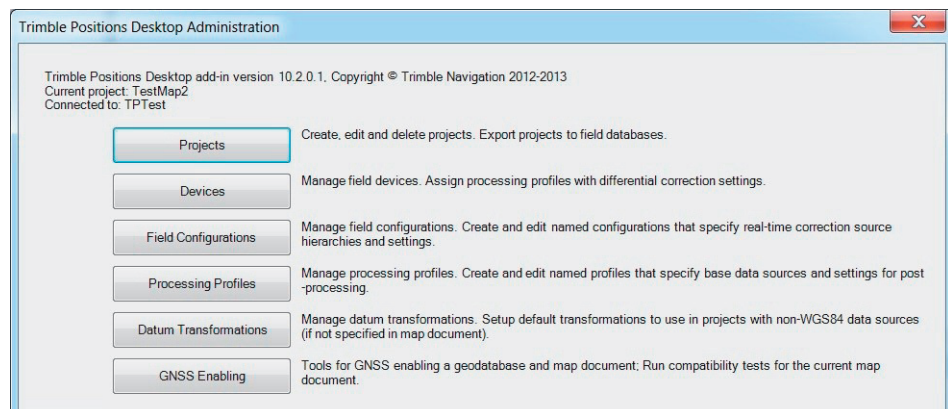 Trimble Positions Desktop Administration
Trimble Positions Desktop add-in version 10.2.0.1, Copyright © Trimble Navigation 2012-2013
Current project: TestMap2
Connected to: TPTest
Projects
Create, edit and delete projects. Export projects to field databases.
Devices
Manage field devices. Assign processing profiles with differential correction settings.
Field Configurations
Manage field configurations. Create and edit named configurations that specify real-time correction source
hierarchies and settings.
Processing Profiles
Manage processing profiles. Create and edit named profiles that specify base data sources and settings for post
-processing.
Datum Transformations
Manage datum transformations. Setup default transformations to use in projects with non-WGS84 data sources
(if not specified in map document).
GNSS Enabling
Tools for GNSS enabling a geodatabase and map document; Run compatibility tests for the current map
document.